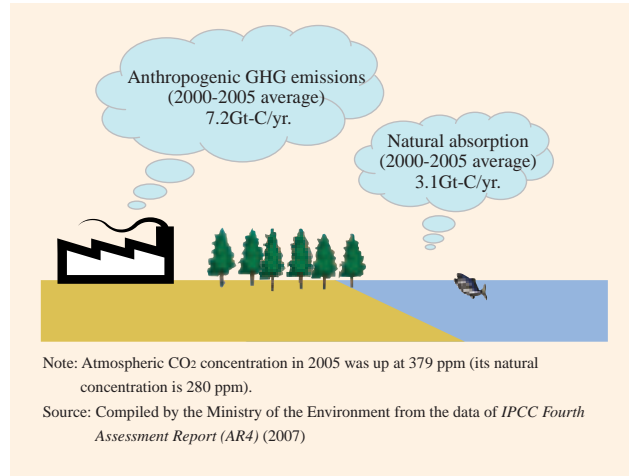 Anthropogenic GHG emissions
(2000-2005 average)
7.2Gt-C/yr.
Natural absorption
(2000-2005 average)
3.1Gt-C/yr.
Note: Atmospheric CO2 concentration in 2005 was up at 379 ppm (its natural
concentration is 280 ppm).
Source: Compiled by the Ministry of the Environment from the data of IPCC Fourth
Assessment Report (AR4) (2007)